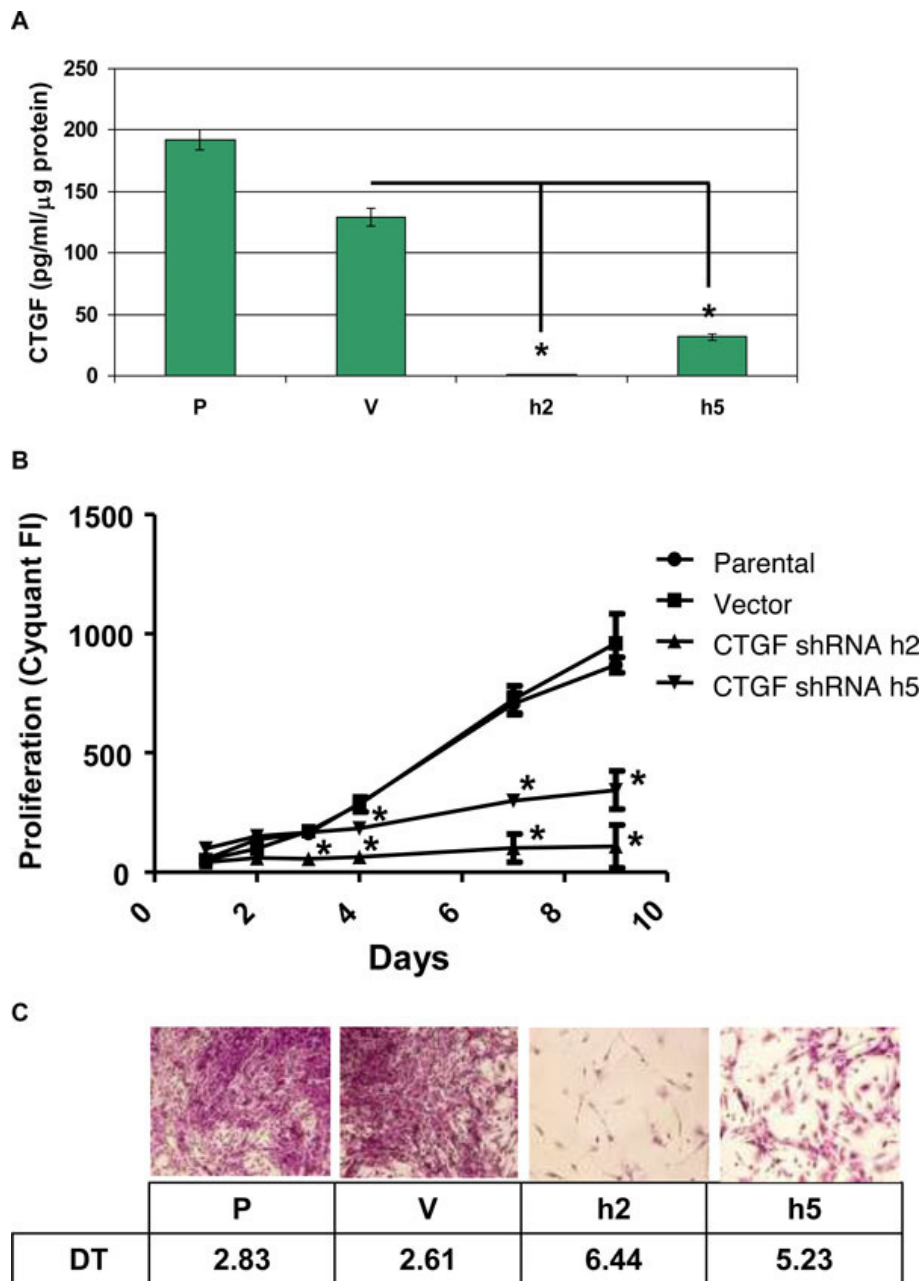 A
CTGF (pg/ml/μg protein)
250
200
150
100
50
0
*
*
P V h2 h5
B
Proliferation (Cyquant FI)
1500
1000
500
0
Parental
Vector
CTGF shRNA h2
CTGF shRNA h5
* * * * * * *
0 2 4 6 8 10
Days
C
P V h2 h5
DT 2.83 2.61 6.44 5.23